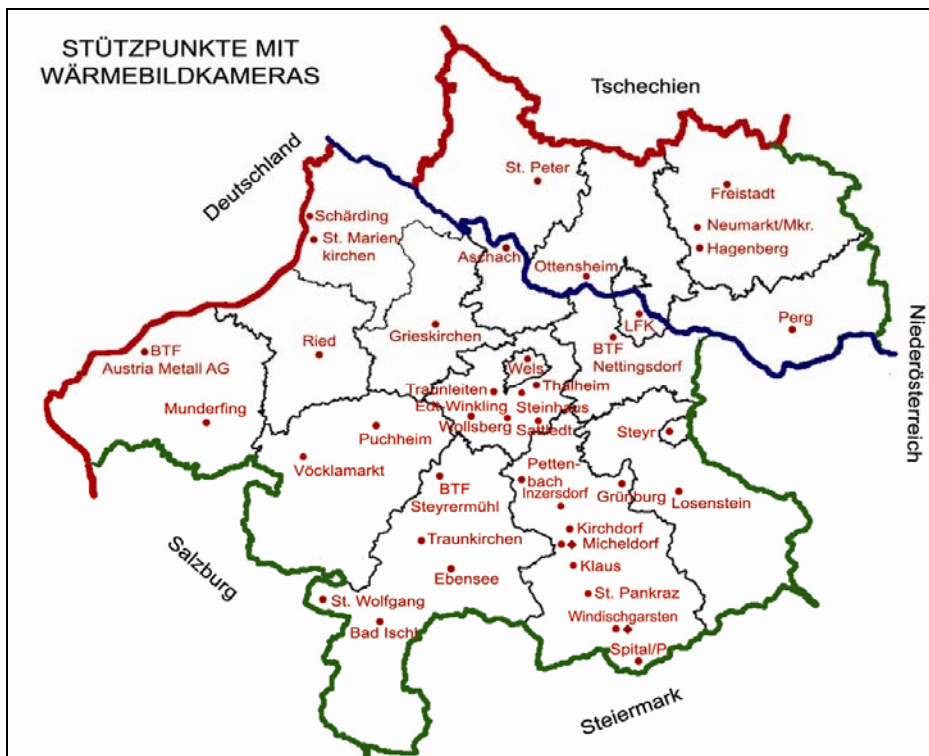 STÜTZPUNKTE MIT
WÄRMEBILDKAMERAS
Tschechien
Deutschland
St. Peter
Freistadt
Schärding
St. Marien
kirchen
Neumarkt/Mkr.
Hagenberg
Aschach
Ottensheim
Niederösterreich
LFK
Perg
Grieskirchen
Ried
BTF
Austria Metall AG
BTF
Nettingsdorf
Wels
Thalheim
Traunleiten
Edt-Winkling
Steinhaus
Munderfing
Wollsberg
Sattledt
Puchheim
Steyr
Vöcklamarkt
Petten-
bach
BTF
Steyrermühl
Inzersdorf
Grünburg
Losenstein
Kirchdorf
Traunkirchen
Micheldorf
Klaus
Ebensee
Salzburg
St. Pankraz
St. Wolfgang
Windischgarsten
Bad Ischl
Spital/P.
Steiermark